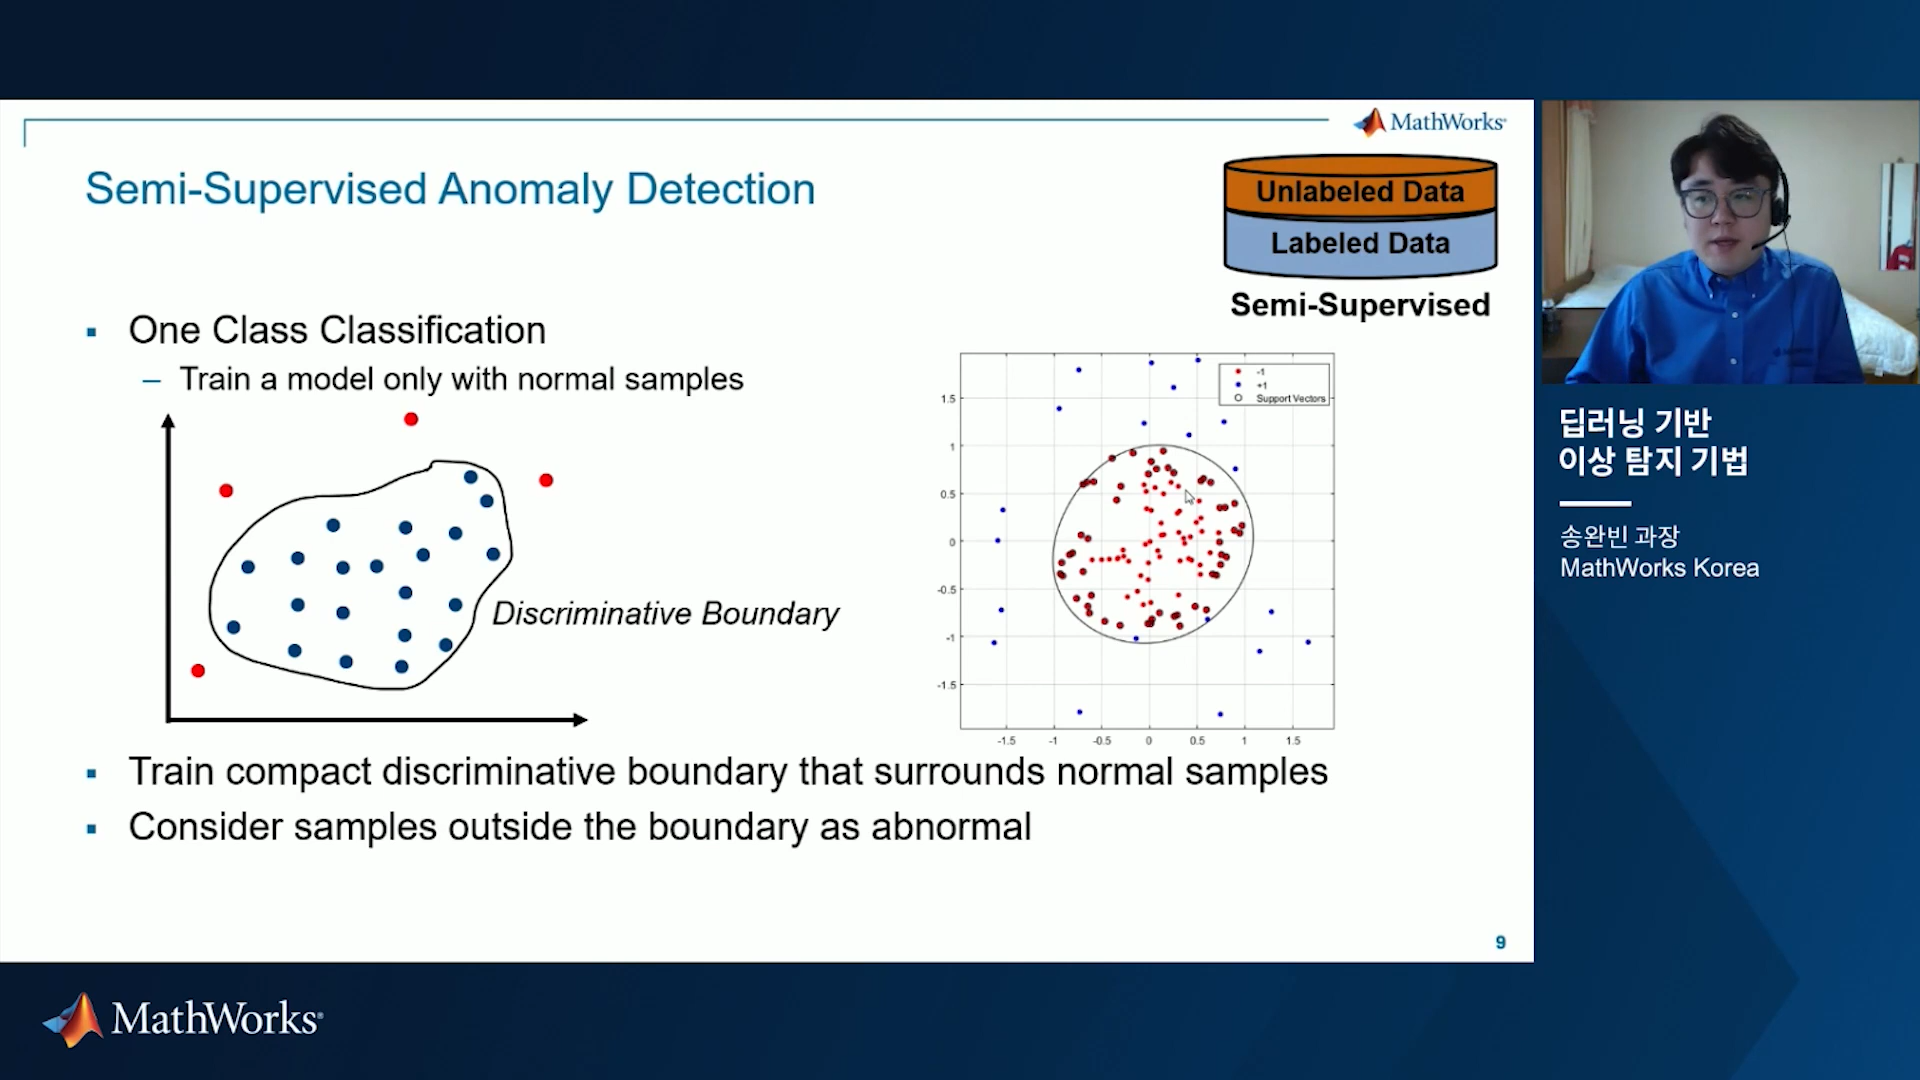 MathWorks®
Semi-Supervised Anomaly Detection
Unlabeled Data
Labeled Data
Semi-Supervised
▪ One Class Classification
– Train a model only with normal samples
Discriminative Boundary
-1
+1
Support Vectors
1.5
1
0.5
0
-0.5
-1
-1.5
-1.5 -1 -0.5 0 0.5 1 1.5
▪ Train compact discriminative boundary that surrounds normal samples
▪ Consider samples outside the boundary as abnormal
9
딥러닝 기반
이상 탐지 기법
송완빈 과장
MathWorks Korea
MathWorks®